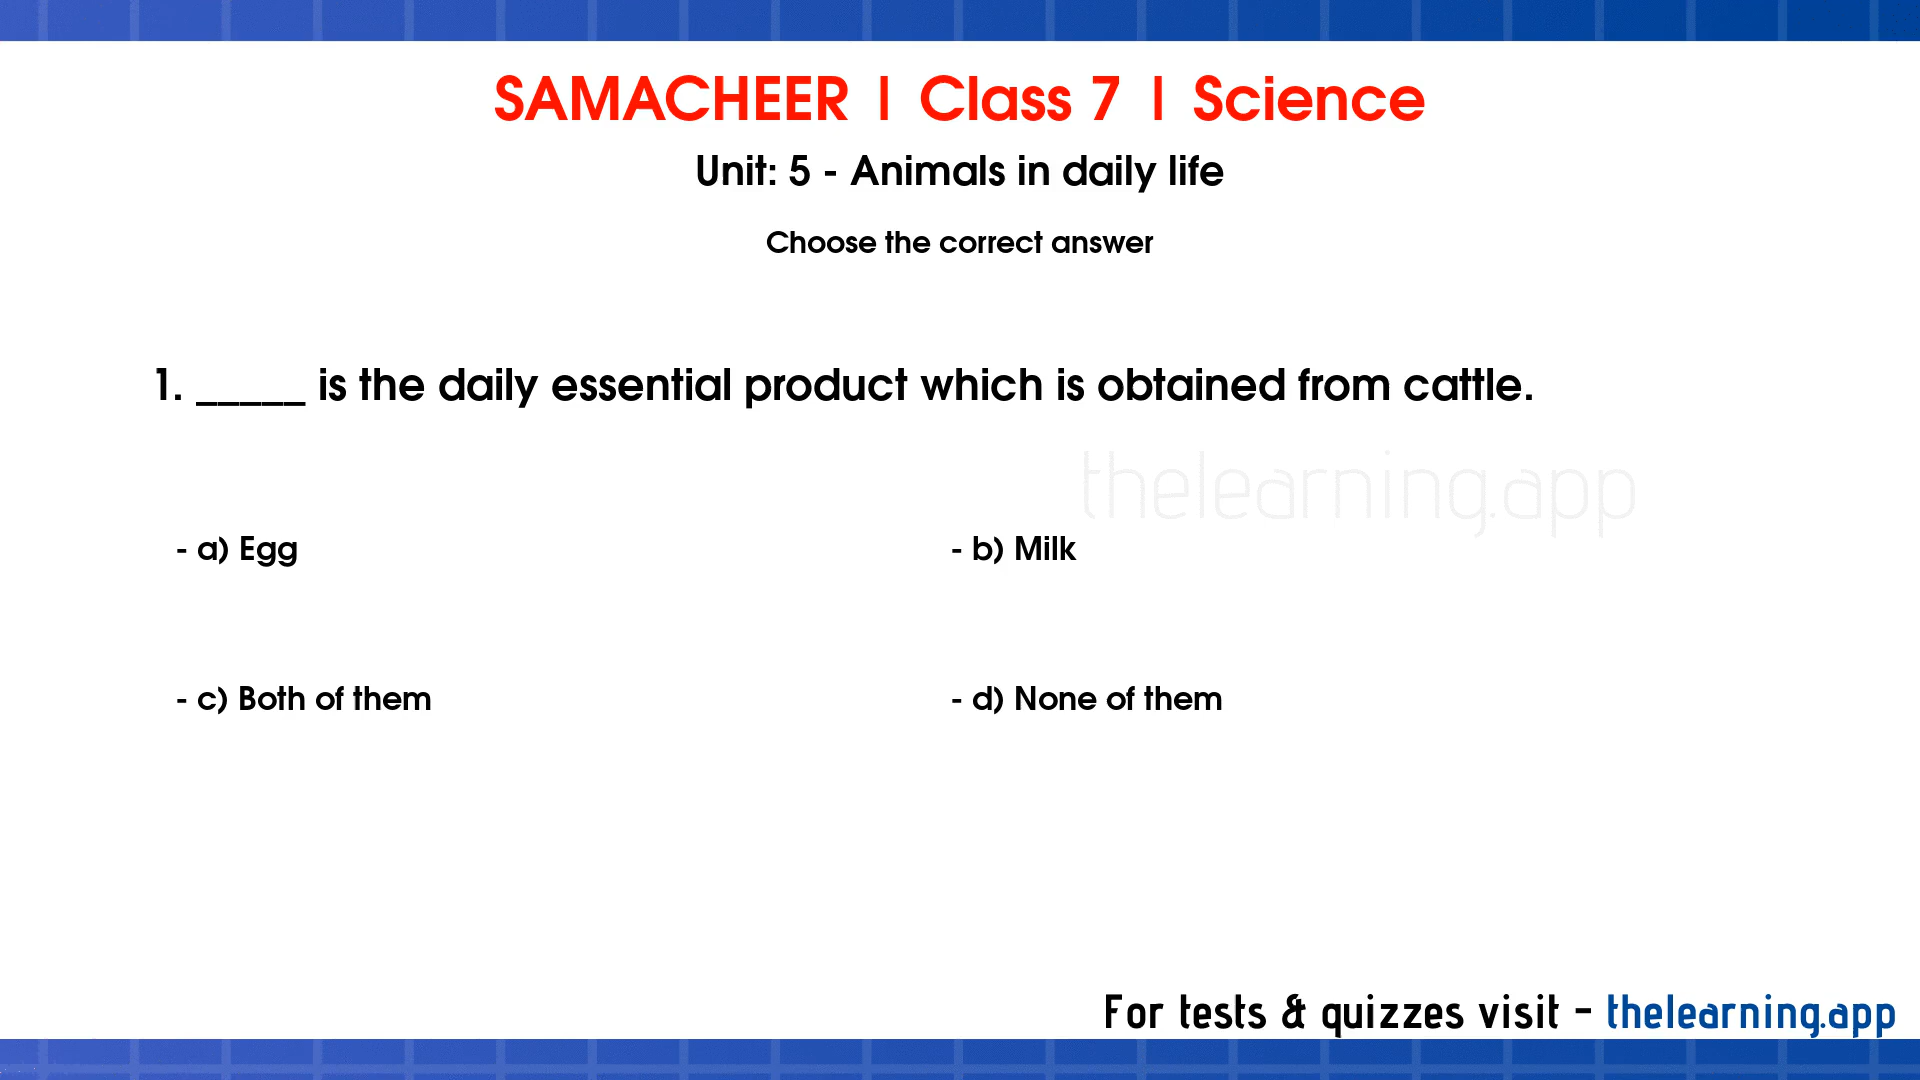 SAMACHEER | Class 7 | Science
Unit: 5 - Animals in daily life
Choose the correct answer
1. _____ is the daily essential product which is obtained from cattle.
thelearning.app
- a) Egg
- b) Milk
- c) Both of them
- d) None of them
For tests & quizzes visit - thelearning.app